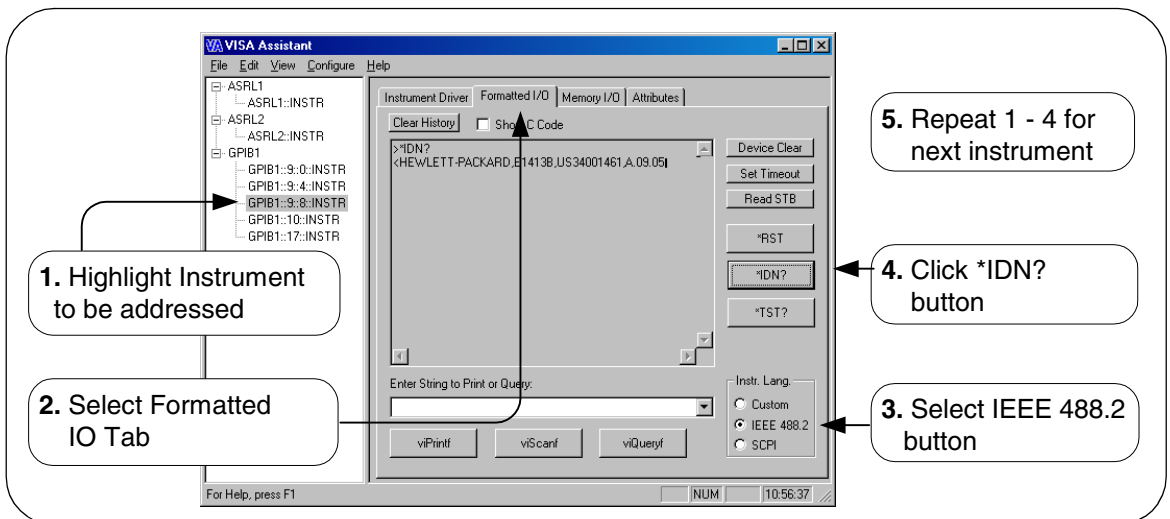 VISA Assistant
File Edit View Configure Help
ASRL1
ASRL1::INSTR
ASRL2
ASRL2::INSTR
GPIB1
GPIB1::9::0::INSTR
GPIB1::9::4::INSTR
GPIB1::9::8::INSTR
GPIB1::10::INSTR
GPIB1::17::INSTR
Instrument Driver Formatted I/O Memory I/O Attributes
Clear History Show C Code
>*IDN?
<HEWLETT-PACKARD,E1413B,US34001461,A.09.05
Device Clear
Set Timeout
Read STB
*RST
*IDN?
*TST?
Enter String to Print or Query:
viPrintf viScanf viQueryf
Instr. Lang.
Custom
IEEE 488.2
SCPI
For Help, press F1 NUM 10:56:37
1. Highlight Instrument
to be addressed
2. Select Formatted
IO Tab
3. Select IEEE 488.2
button
4. Click *IDN?
button
5. Repeat 1 - 4 for
next instrument